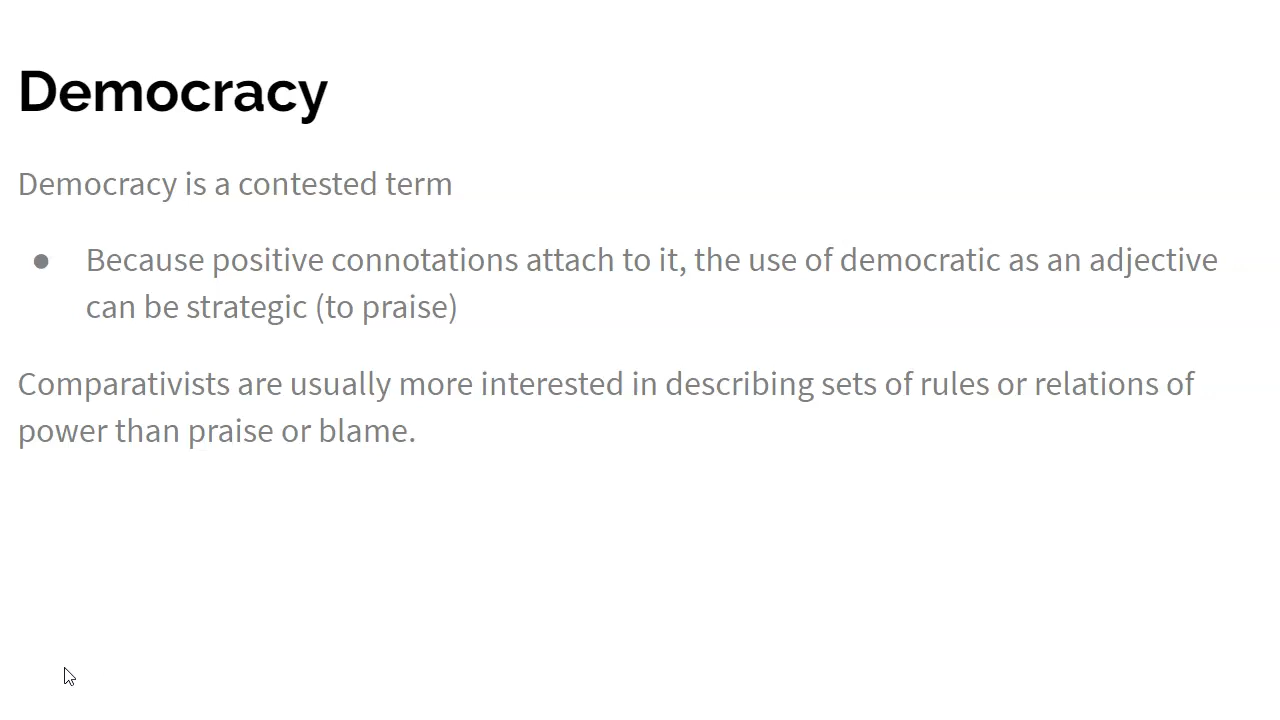 Democracy
Democracy is a contested term
● Because positive connotations attach to it, the use of democratic as an adjective
can be strategic (to praise)
Comparativists are usually more interested in describing sets of rules or relations of
power than praise or blame.